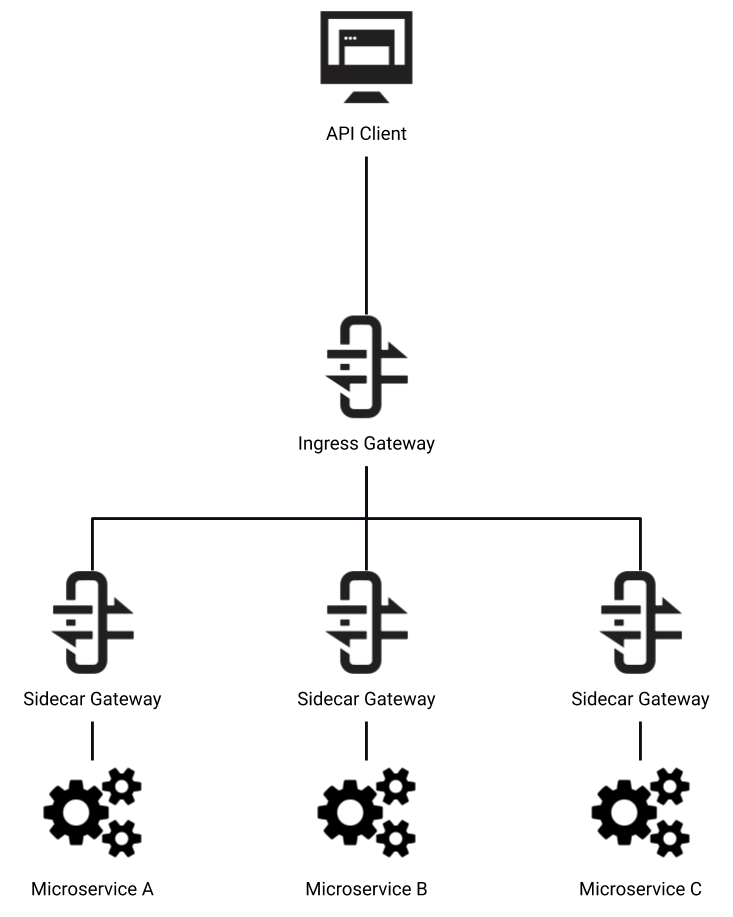 API Client
Ingress Gateway
Sidecar Gateway
Sidecar Gateway
Sidecar Gateway
Microservice A
Microservice B
Microservice C